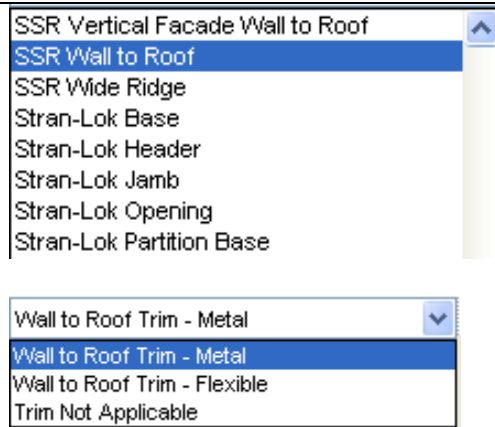 SSR Vertical Facade Wall to Roof
SSR Wall to Roof
SSR Wide Ridge
Stran-Lok Base
Stran-Lok Header
Stran-Lok Jamb
Stran-Lok Opening
Stran-Lok Partition Base
Wall to Roof Trim - Metal
Wall to Roof Trim - Metal
Wall to Roof Trim - Flexible
Trim Not Applicable